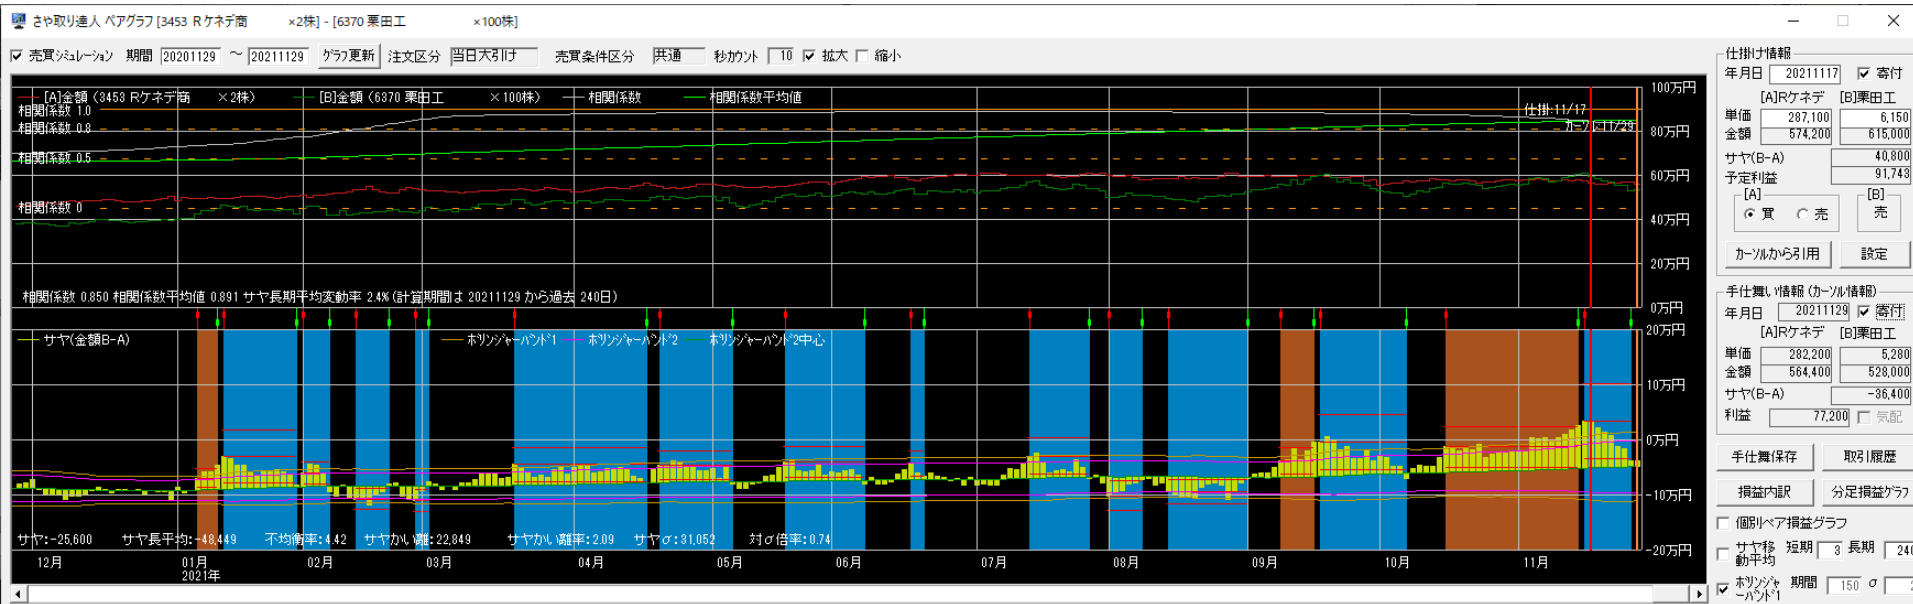 さや取り達人 ペアグラフ [3453 Rケネデ商 ×2株] - [6370 栗田工 ×100株]
売買シミュレーション 期間 20201129 ～ 20211129 グラフ更新 注文区分 当日大引け 売買条件区分 共通 秒カウント 10 拡大 縮小
[A]金額 (3453 Rケネデ商 ×2株) [B]金額 (6370 栗田工 ×100株) 相関係数 相関係数平均値
相関係数 1.0
相関係数 0.8
相関係数 0.5
相関係数 0
仕掛:11/17
カーソル:11/29
100万円
80万円
60万円
40万円
20万円
0万円
相関係数 0.850 相関係数平均値 0.891 サヤ長期平均変動率 2.4% (計算期間は 20211129 から過去 240日)
サヤ(金額B-A) ボリンジャーバンド1 ボリンジャーバンド2 ボリンジャーバンド2中心
20万円
10万円
0万円
-10万円
-20万円
サヤ:-25,600 サヤ長平均:-48,449 不均衡率:4.42 サヤかい離:22,849 サヤかい離率:2.09 サヤσ:31,052 対σ倍率:0.74
12月 01月 02月 03月 04月 05月 06月 07月 08月 09月 10月 11月
2021年
仕掛け情報
年月日 20211117 寄付
[A]Rケネデ [B]栗田工
単価 287,100 6,150
金額 574,200 615,000
サヤ(B-A) 40,800
予定利益 91,743
[A] [B]
買 売 売
カーソルから引用 設定
手仕舞い情報 (カーソル情報)
年月日 20211129 寄付
[A]Rケネデ [B]栗田工
単価 282,200 5,280
金額 564,400 528,000
サヤ(B-A) -36,400
利益 77,200 気配
手仕舞保存 取引履歴
損益内訳 分足損益グラフ
個別ペア損益グラフ
サヤ移動平均 短期 3 長期 240
ボリンジャーバンド1 期間 150 σ 2